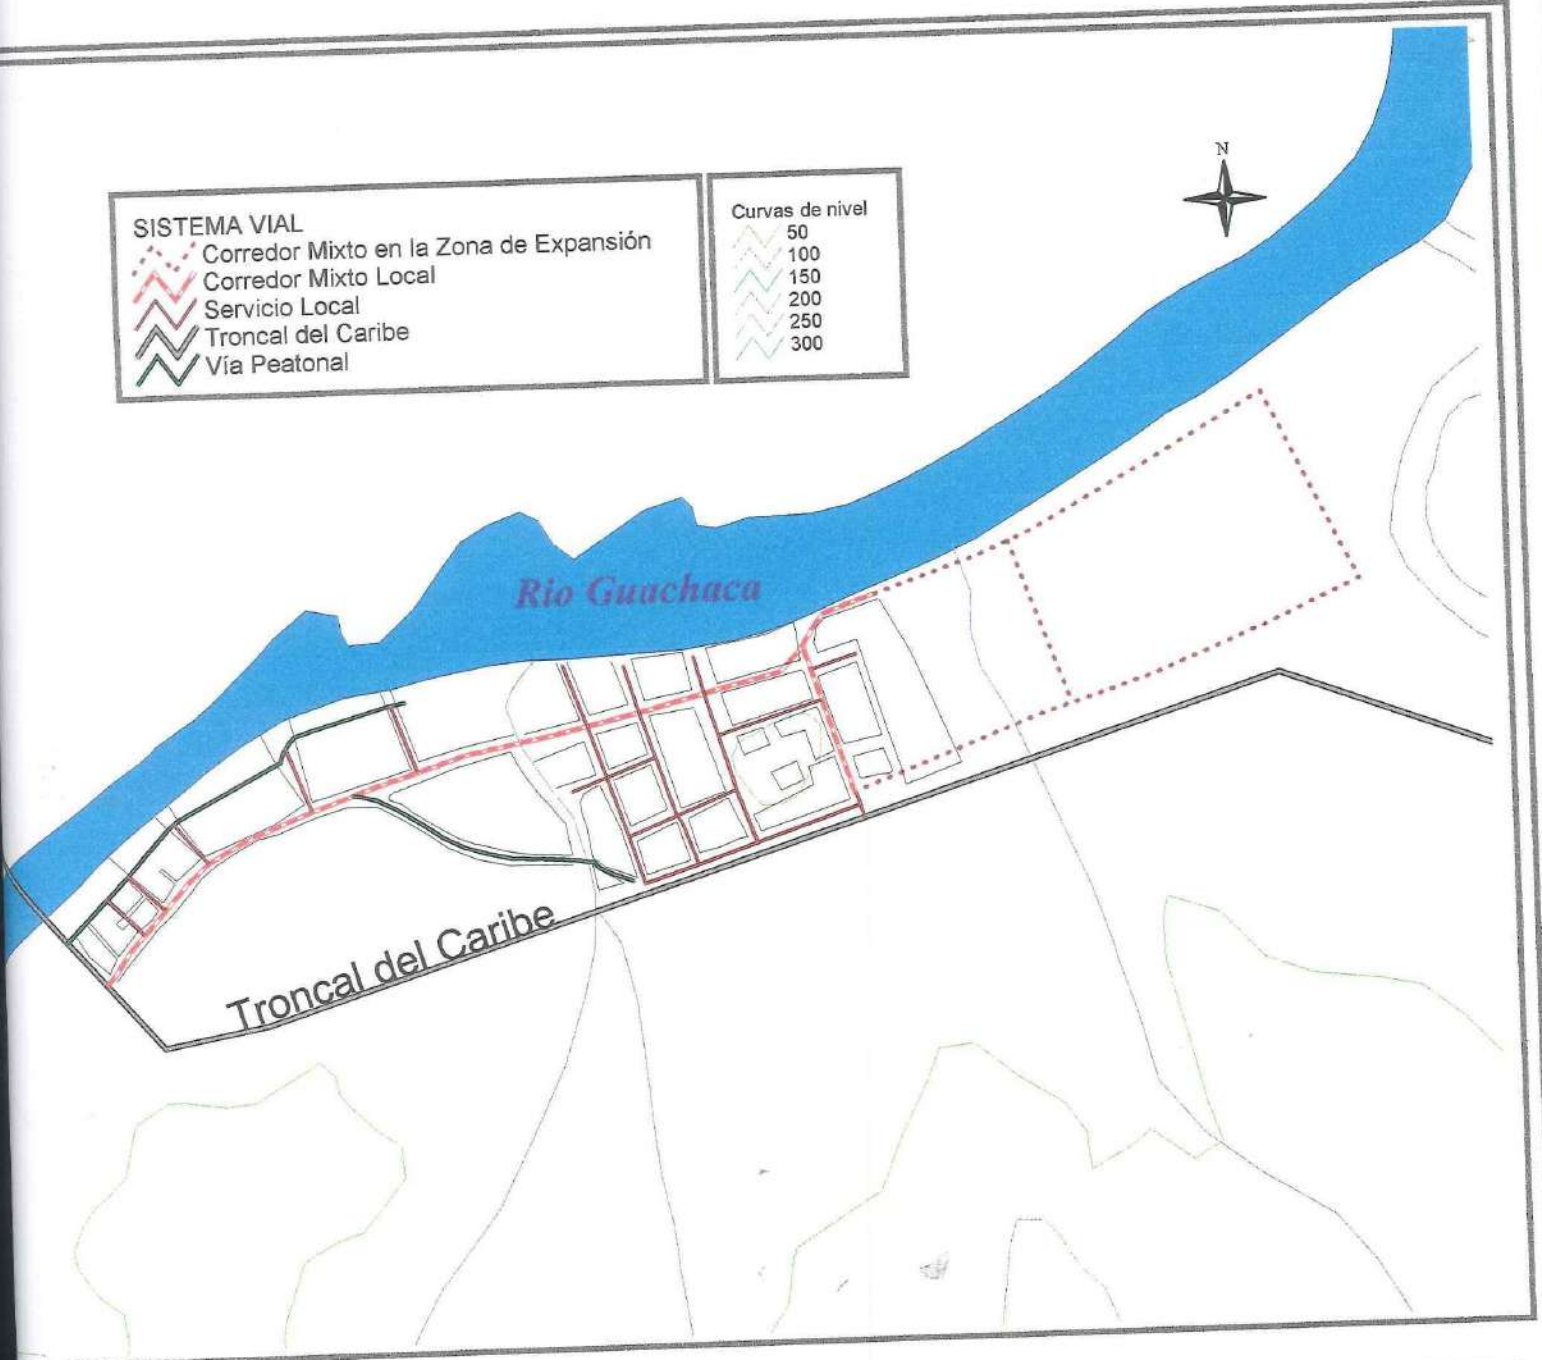 N
SISTEMA VIAL
Corredor Mixto en la Zona de Expansión
Corredor Mixto Local
Servicio Local
Troncal del Caribe
Vía Peatonal
Curvas de nivel
50
100
150
200
250
300
Rio Guachaca
Troncal del Caribe